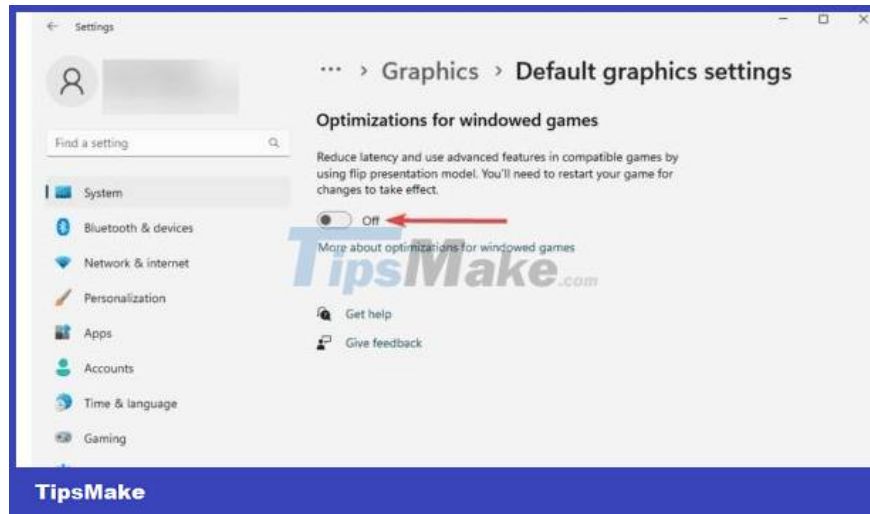 Settings
Find a setting
System
Bluetooth & devices
Network & internet
Personalization
Apps
Accounts
Time & language
Gaming
... > Graphics > Default graphics settings
Optimizations for windowed games
Reduce latency and use advanced features in compatible games by
using flip presentation model. You'll need to restart your game for
changes to take effect.
Off
More about optimizations for windowed games
TipsMake.com
Get help
Give feedback
TipsMake